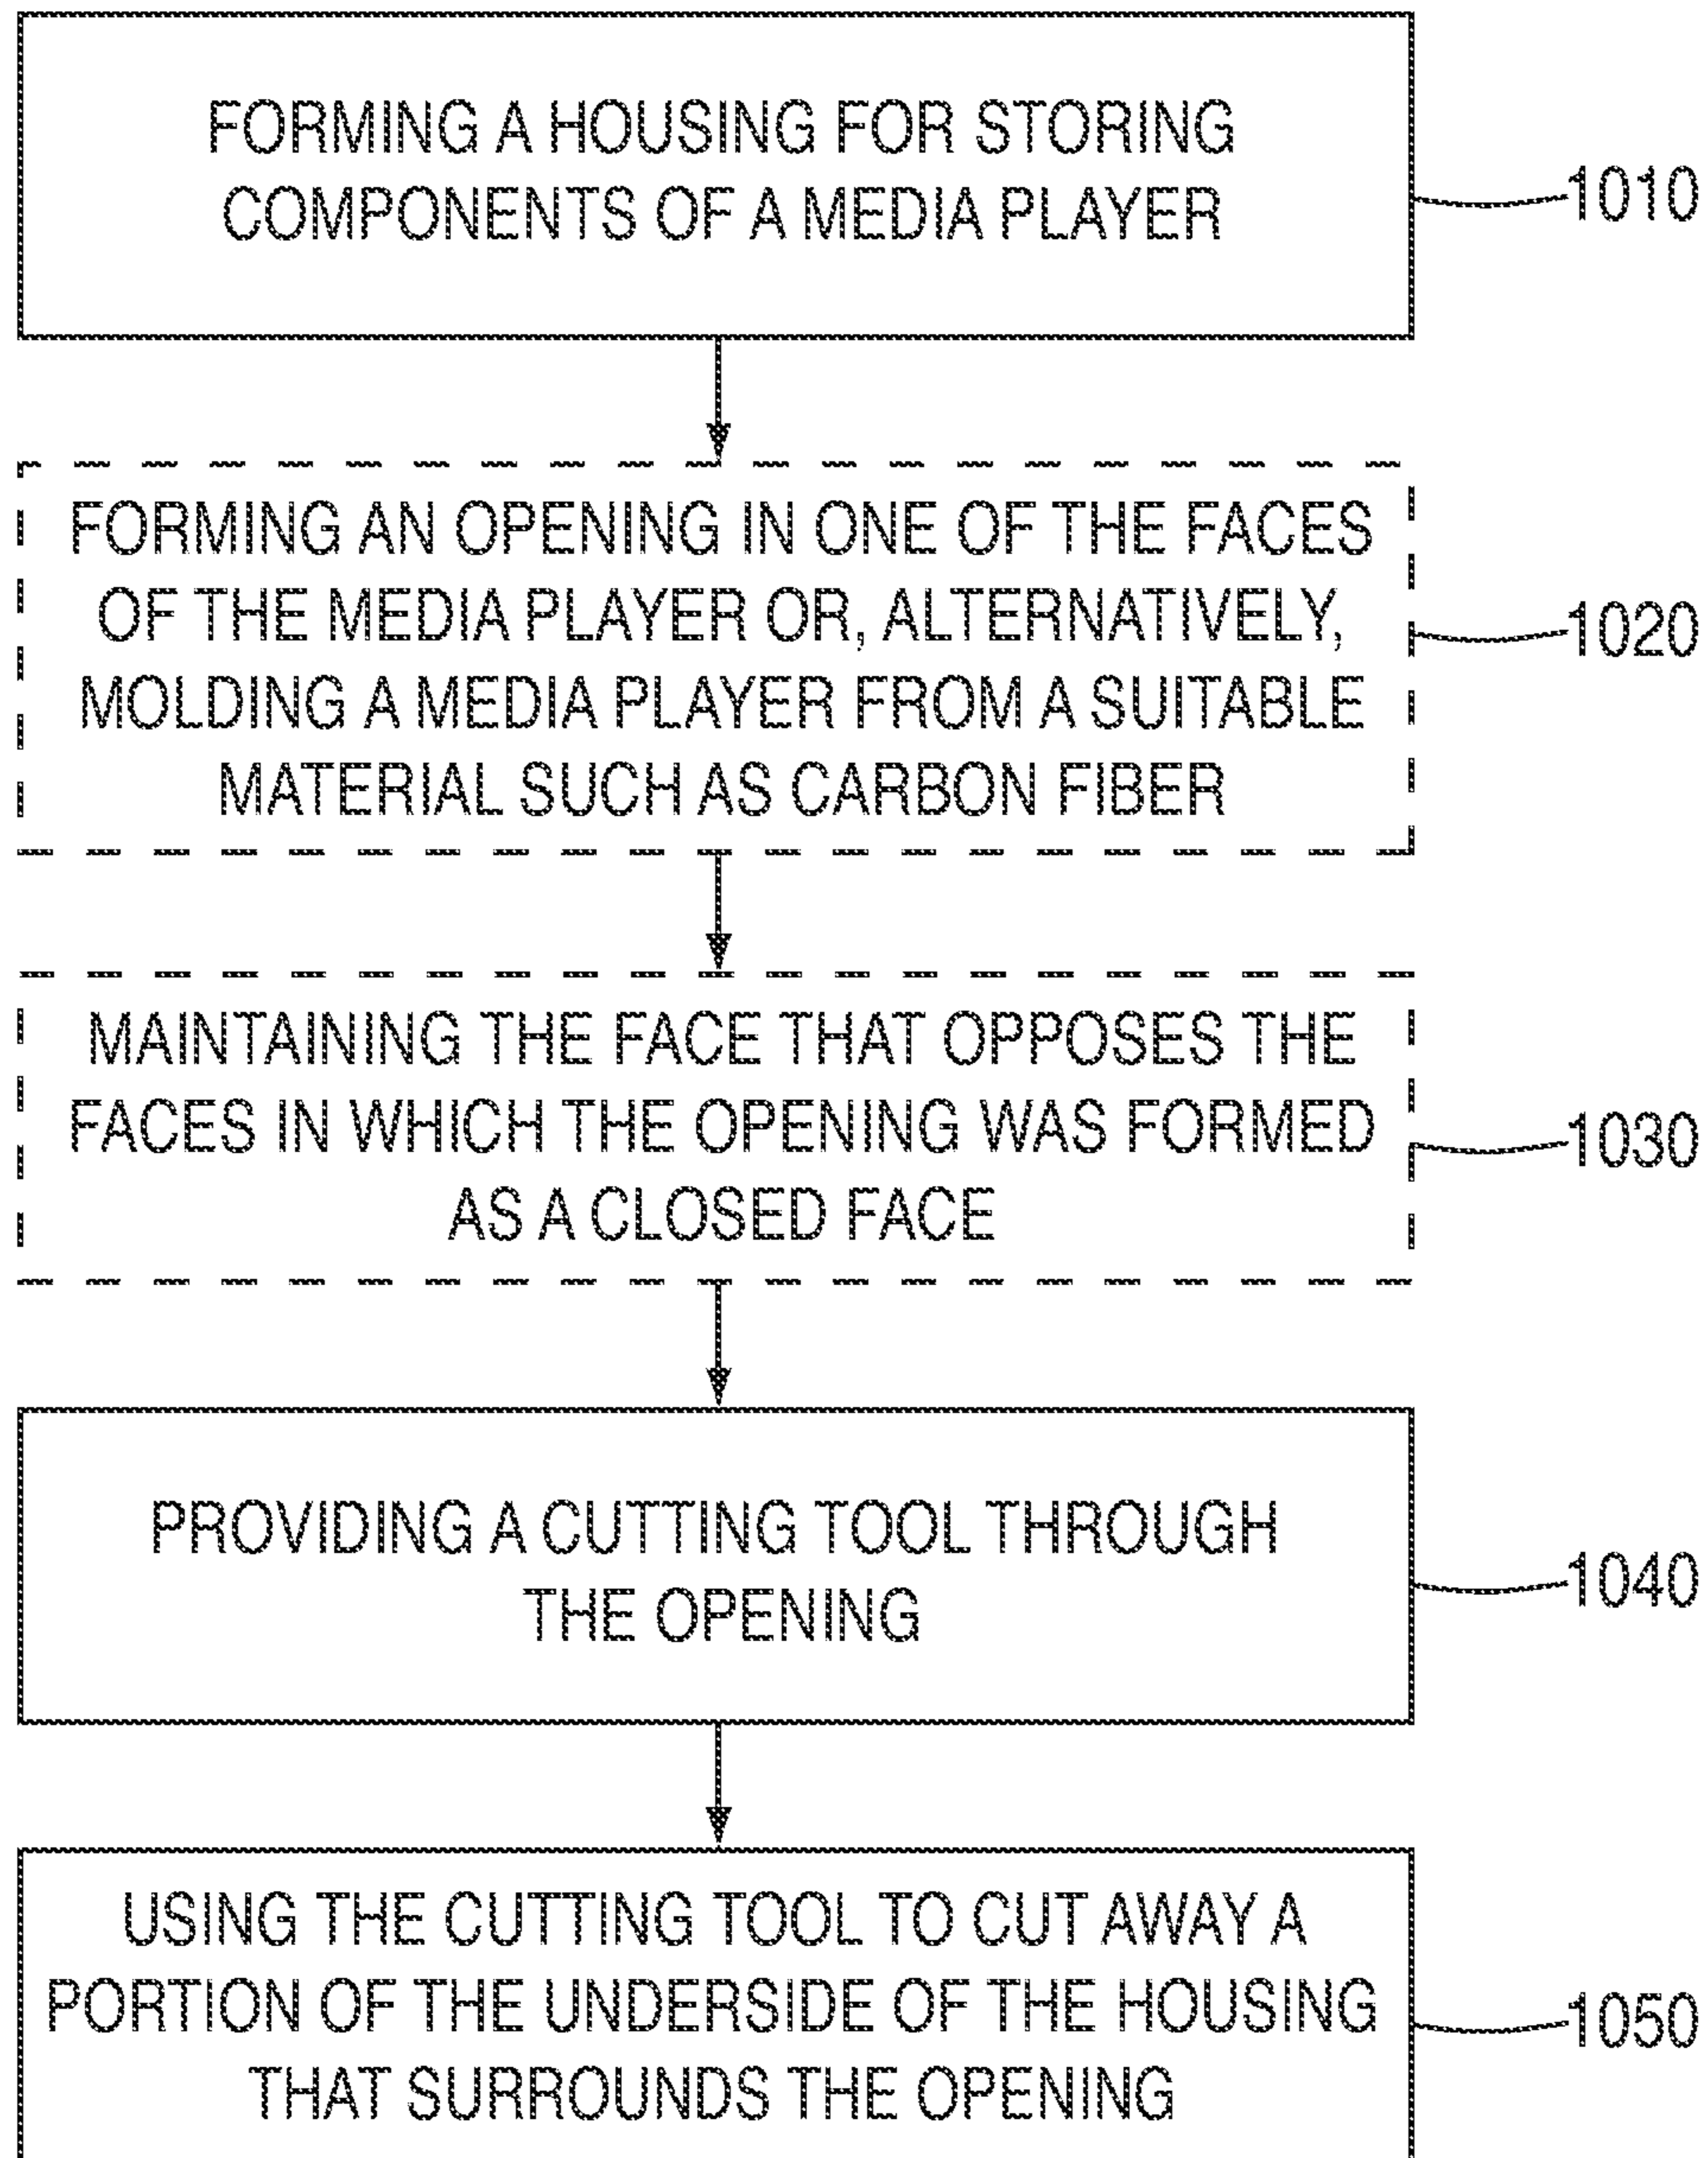 FORMING A HOUSING FOR STORING
COMPONENTS OF A MEDIA PLAYER
1010
FORMING AN OPENING IN ONE OF THE FACES
OF THE MEDIA PLAYER OR, ALTERNATIVELY,
MOLDING A MEDIA PLAYER FROM A SUITABLE
MATERIAL SUCH AS CARBON FIBER
1020
MAINTAINING THE FACE THAT OPPOSES THE
FACES IN WHICH THE OPENING WAS FORMED
AS A CLOSED FACE
1030
PROVIDING A CUTTING TOOL THROUGH
THE OPENING
1040
USING THE CUTTING TOOL TO CUT AWAY A
PORTION OF THE UNDERSIDE OF THE HOUSING
THAT SURROUNDS THE OPENING
1050